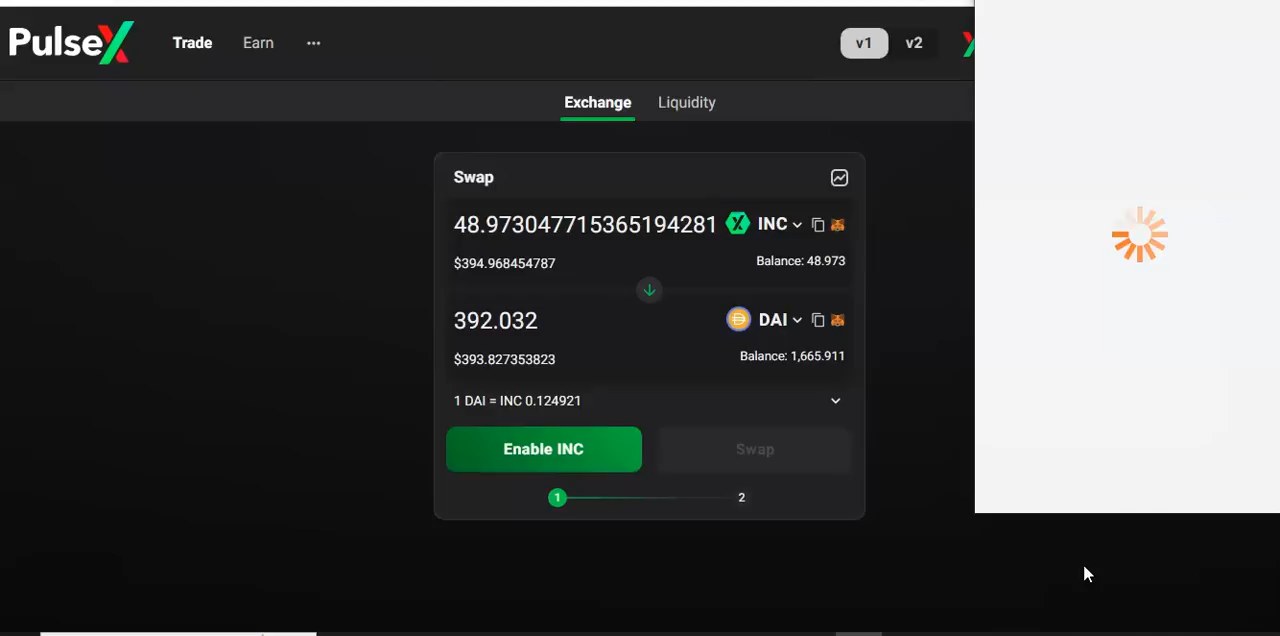 PulseX Trade Earn ... v1 v2
Exchange Liquidity
Swap
48.973047715365194281 INC
$394.968454787 Balance: 48.973
392.032 DAI
$393.827353823 Balance: 1,665.911
1 DAI = INC 0.124921
Enable INC Swap
1 2